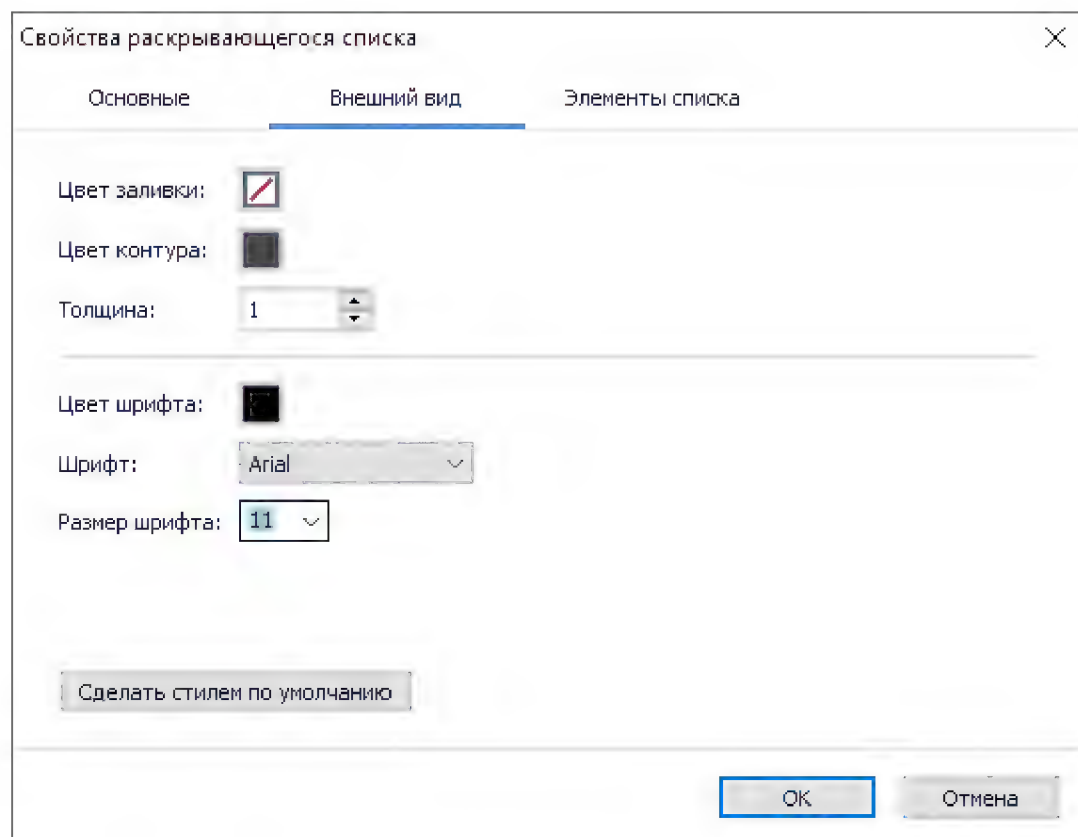 Свойства раскрывающегося списка
Основные Внешний вид Элементы списка
Цвет заливки:
Цвет контура:
Толщина: 1
Цвет шрифта:
Шрифт: Arial
Размер шрифта: 11
Сделать стилем по умолчанию
OK Отмена